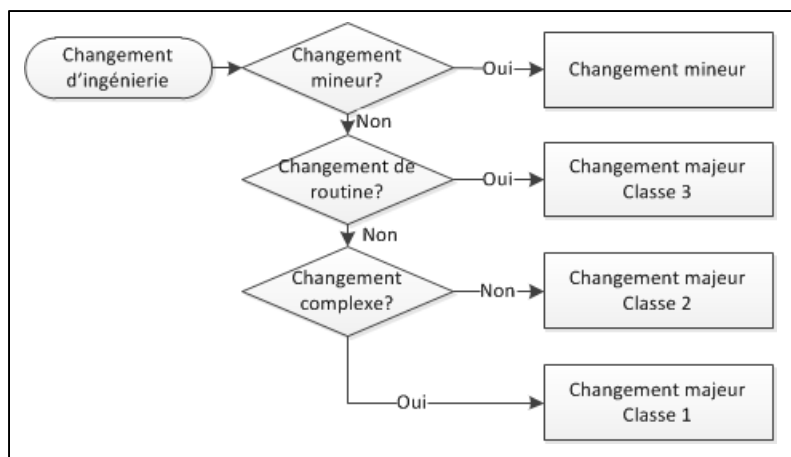 Changement
d'ingénierie
Changement
mineur?
Oui
Changement mineur
Non
Changement de
routine?
Oui
Changement majeur
Classe 3
Non
Changement
complexe?
Non
Changement majeur
Classe 2
Oui
Changement majeur
Classe 1